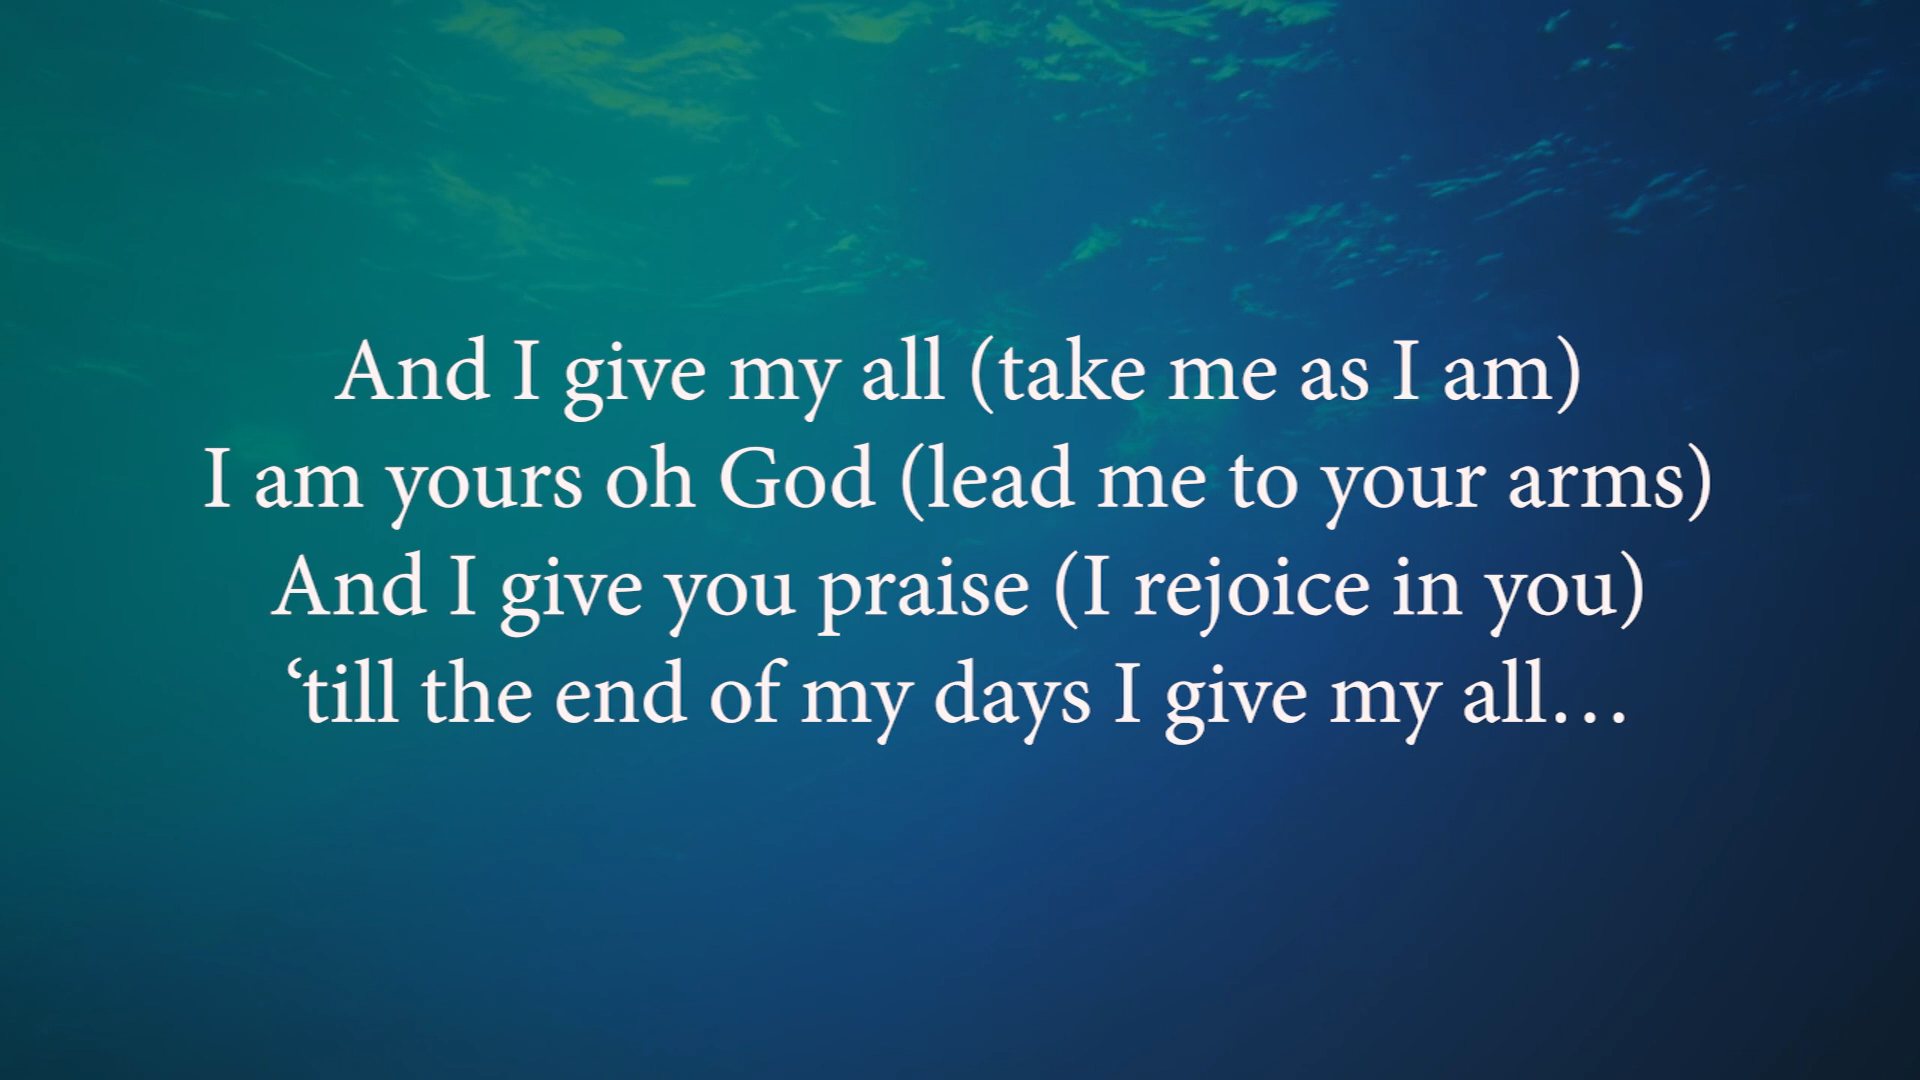 And I give my all (take me as I am)
I am yours oh God (lead me to your arms)
And I give you praise (I rejoice in you)
‘till the end of my days I give my all…